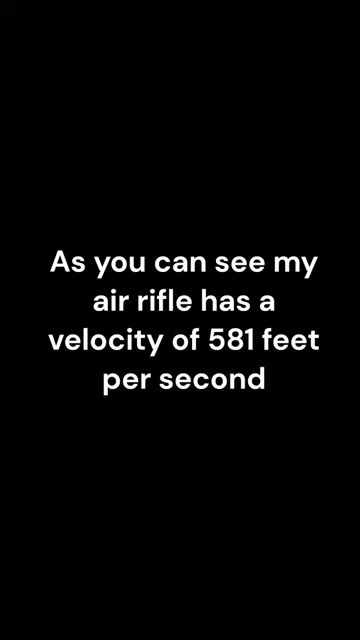 As you can see my
air rifle has a
velocity of 581 feet
per second